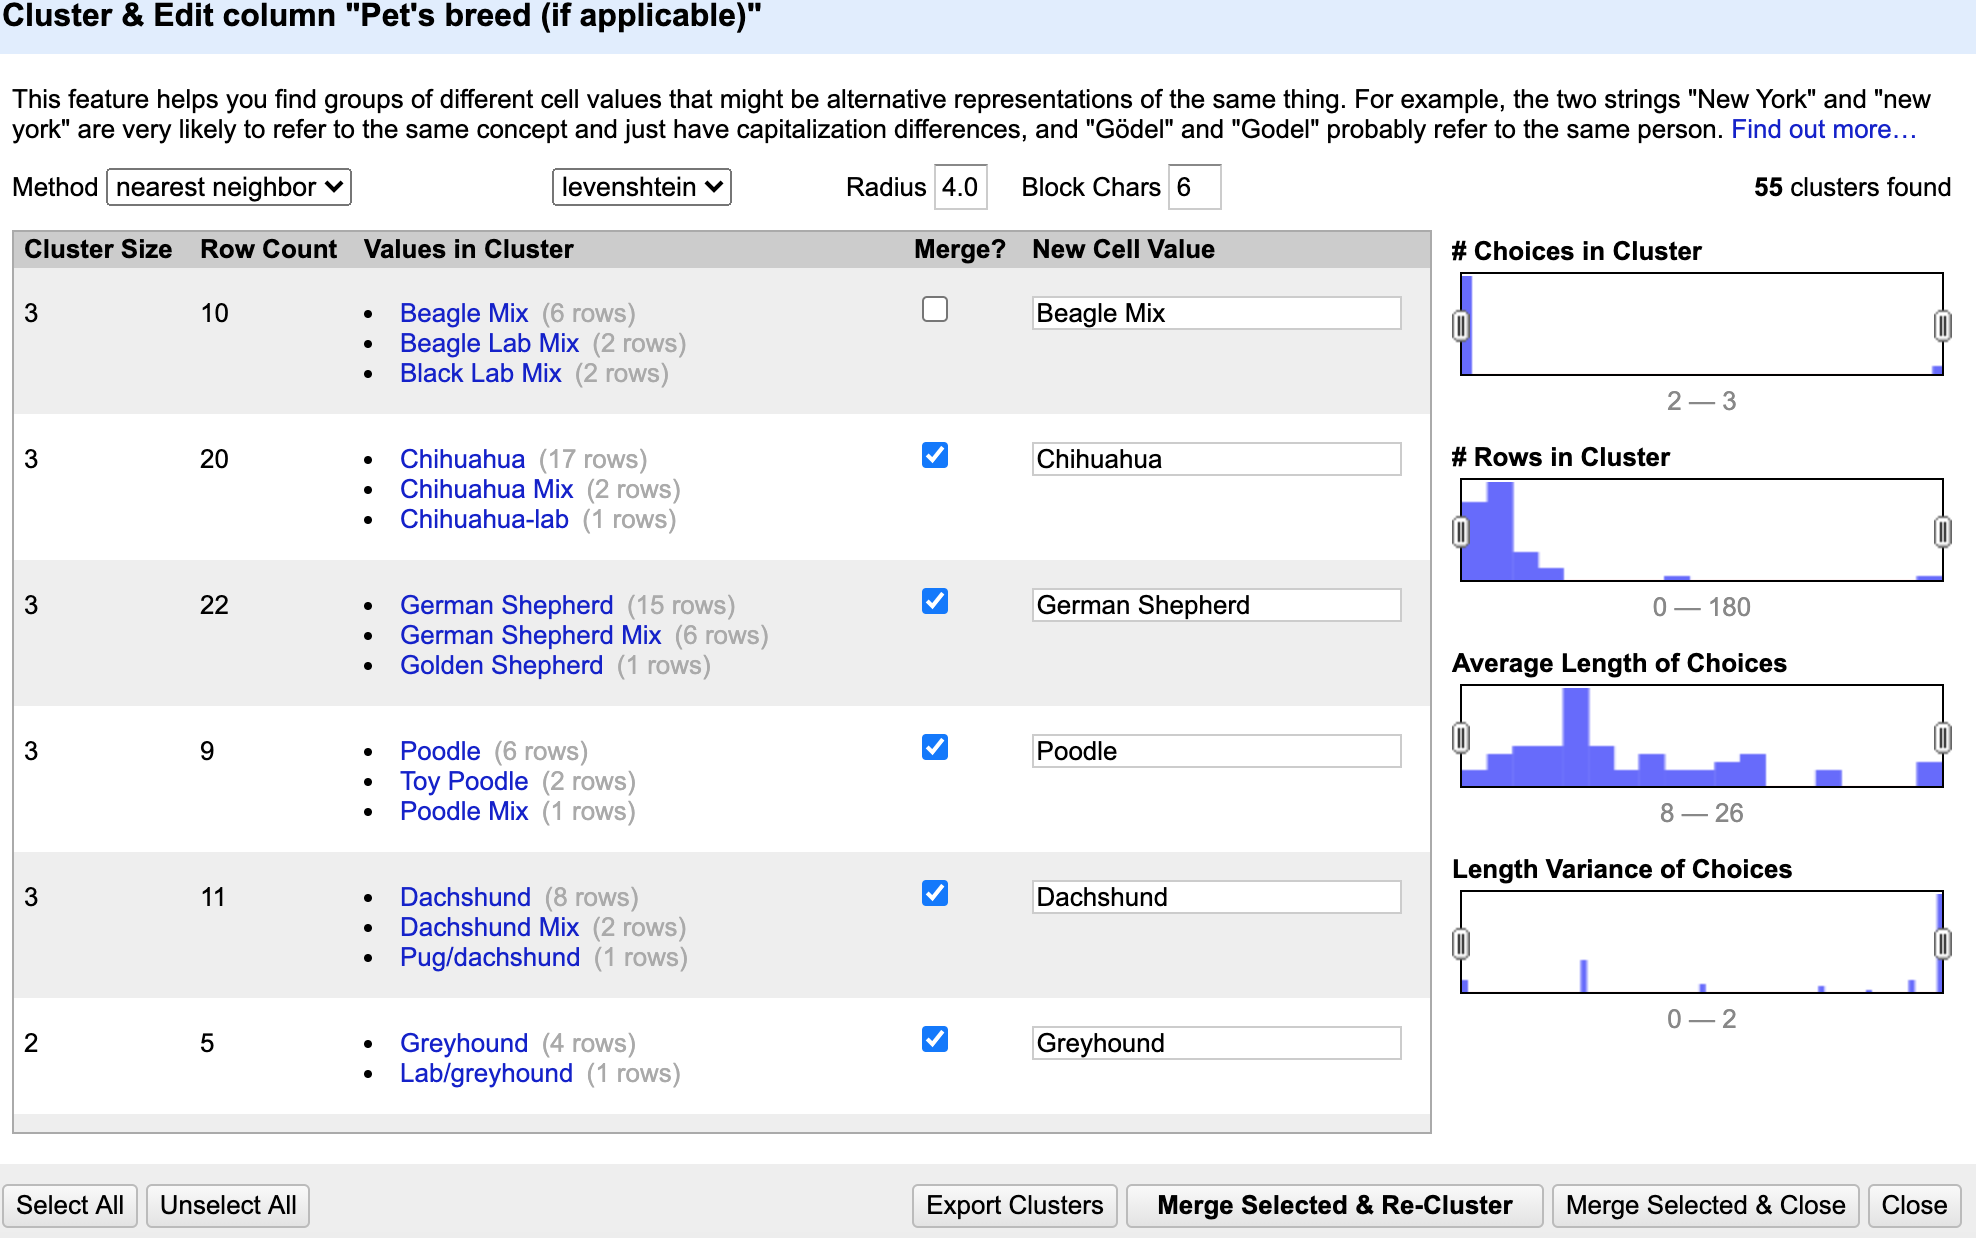 Cluster & Edit column "Pet's breed (if applicable)"
This feature helps you find groups of different cell values that might be alternative representations of the same thing. For example, the two strings "New York" and "new
york" are very likely to refer to the same concept and just have capitalization differences, and "Gödel" and "Godel" probably refer to the same person. Find out more…
Method nearest neighbor levenshtein Radius 4.0 Block Chars 6 55 clusters found
Cluster Size Row Count Values in Cluster Merge? New Cell Value
3 10 • Beagle Mix (6 rows) Beagle Mix
• Beagle Lab Mix (2 rows)
• Black Lab Mix (2 rows)
3 20 • Chihuahua (17 rows) Chihuahua
• Chihuahua Mix (2 rows)
• Chihuahua-lab (1 rows)
3 22 • German Shepherd (15 rows) German Shepherd
• German Shepherd Mix (6 rows)
• Golden Shepherd (1 rows)
3 9 • Poodle (6 rows) Poodle
• Toy Poodle (2 rows)
• Poodle Mix (1 rows)
3 11 • Dachshund (8 rows) Dachshund
• Dachshund Mix (2 rows)
• Pug/dachshund (1 rows)
2 5 • Greyhound (4 rows) Greyhound
• Lab/greyhound (1 rows)
# Choices in Cluster
2 — 3
# Rows in Cluster
0 — 180
Average Length of Choices
8 — 26
Length Variance of Choices
0 — 2
Select All Unselect All Export Clusters Merge Selected & Re-Cluster Merge Selected & Close Close